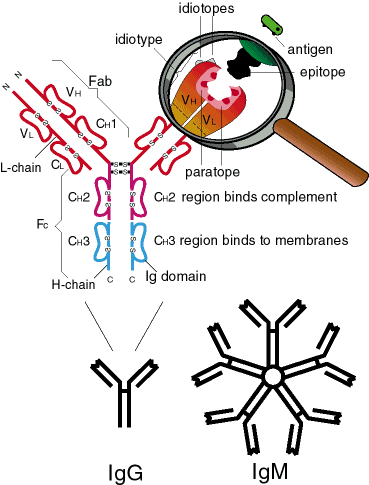 idiotopes
idiotype
antigen
epitope
Fab
N
N
VH
CH1
VL
L-chain
CL
VH
VL
paratope
S S
S S
CH2
CH2 region binds complement
Fc
CH3
CH3 region binds to membranes
H-chain
C C
Ig domain
IgG
IgM